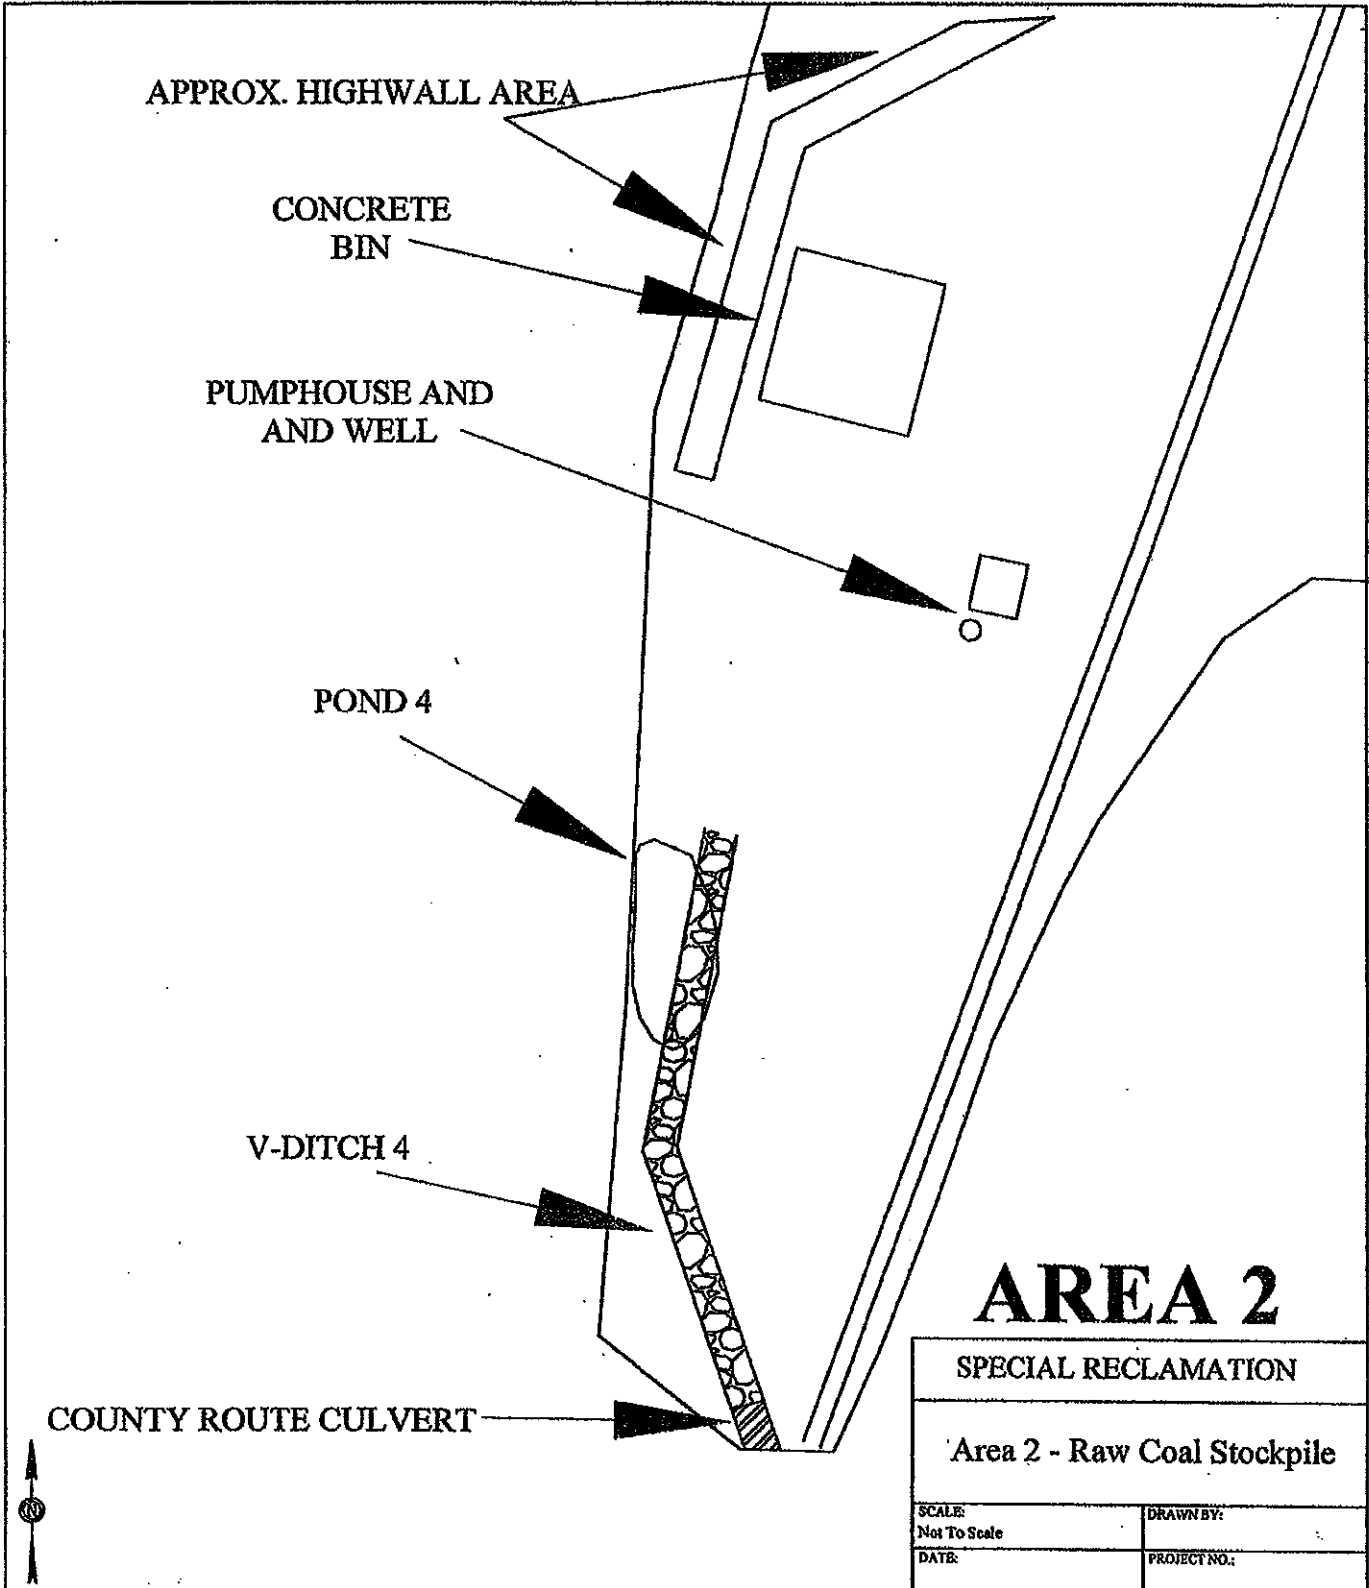 APPROX. HIGHWALL AREA
CONCRETE
BIN
PUMPHOUSE AND
AND WELL
POND 4
V-DITCH 4
COUNTY ROUTE CULVERT
N
AREA 2
SPECIAL RECLAMATION
Area 2 - Raw Coal Stockpile
SCALE:
Not To Scale
DRAWN BY:
DATE:
PROJECT NO.: